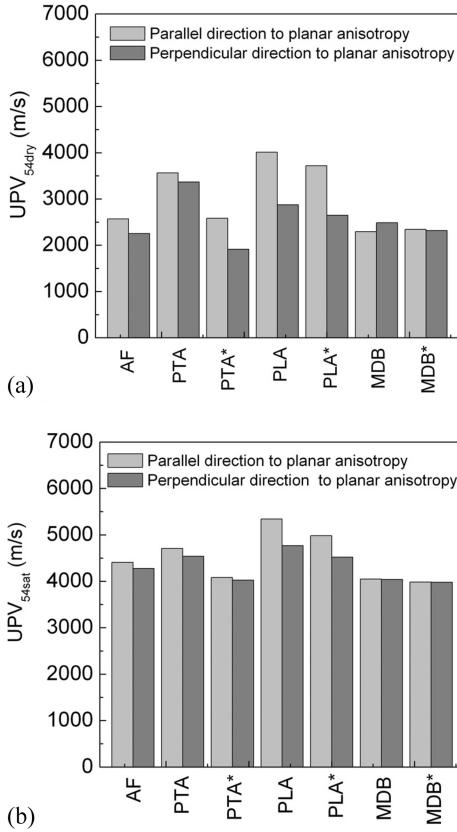 7000
6000
5000
4000
3000
2000
1000
0
UPV54dry (m/s)
Parallel direction to planar anisotropy
Perpendicular direction to planar anisotropy
AF PTA PTA* PLA PLA* MDB MDB*
(a)
7000
6000
5000
4000
3000
2000
1000
0
UPV54sat (m/s)
Parallel direction to planar anisotropy
Perpendicular direction to planar anisotropy
AF PTA PTA* PLA PLA* MDB MDB*
(b)